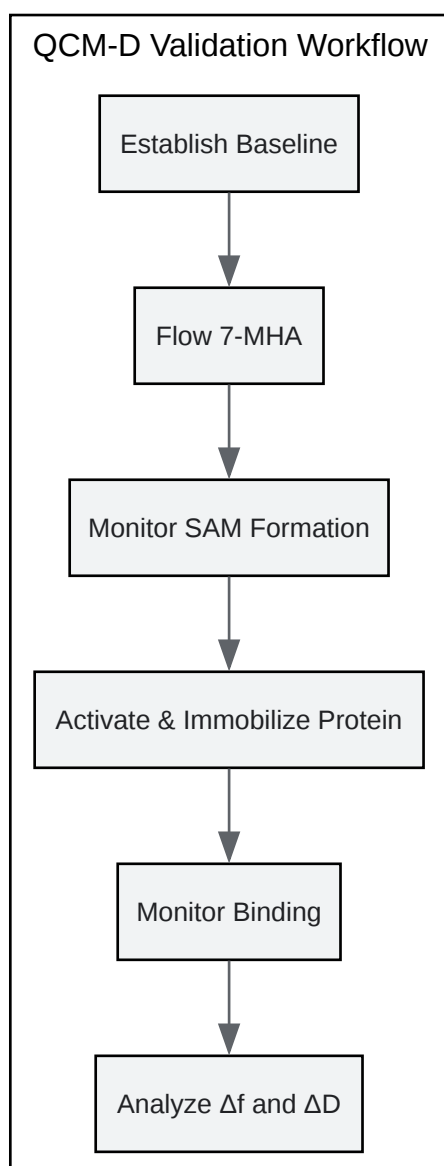 QCM-D Validation Workflow
Establish Baseline
Flow 7-MHA
Monitor SAM Formation
Activate & Immobilize Protein
Monitor Binding
Analyze Δf and ΔD